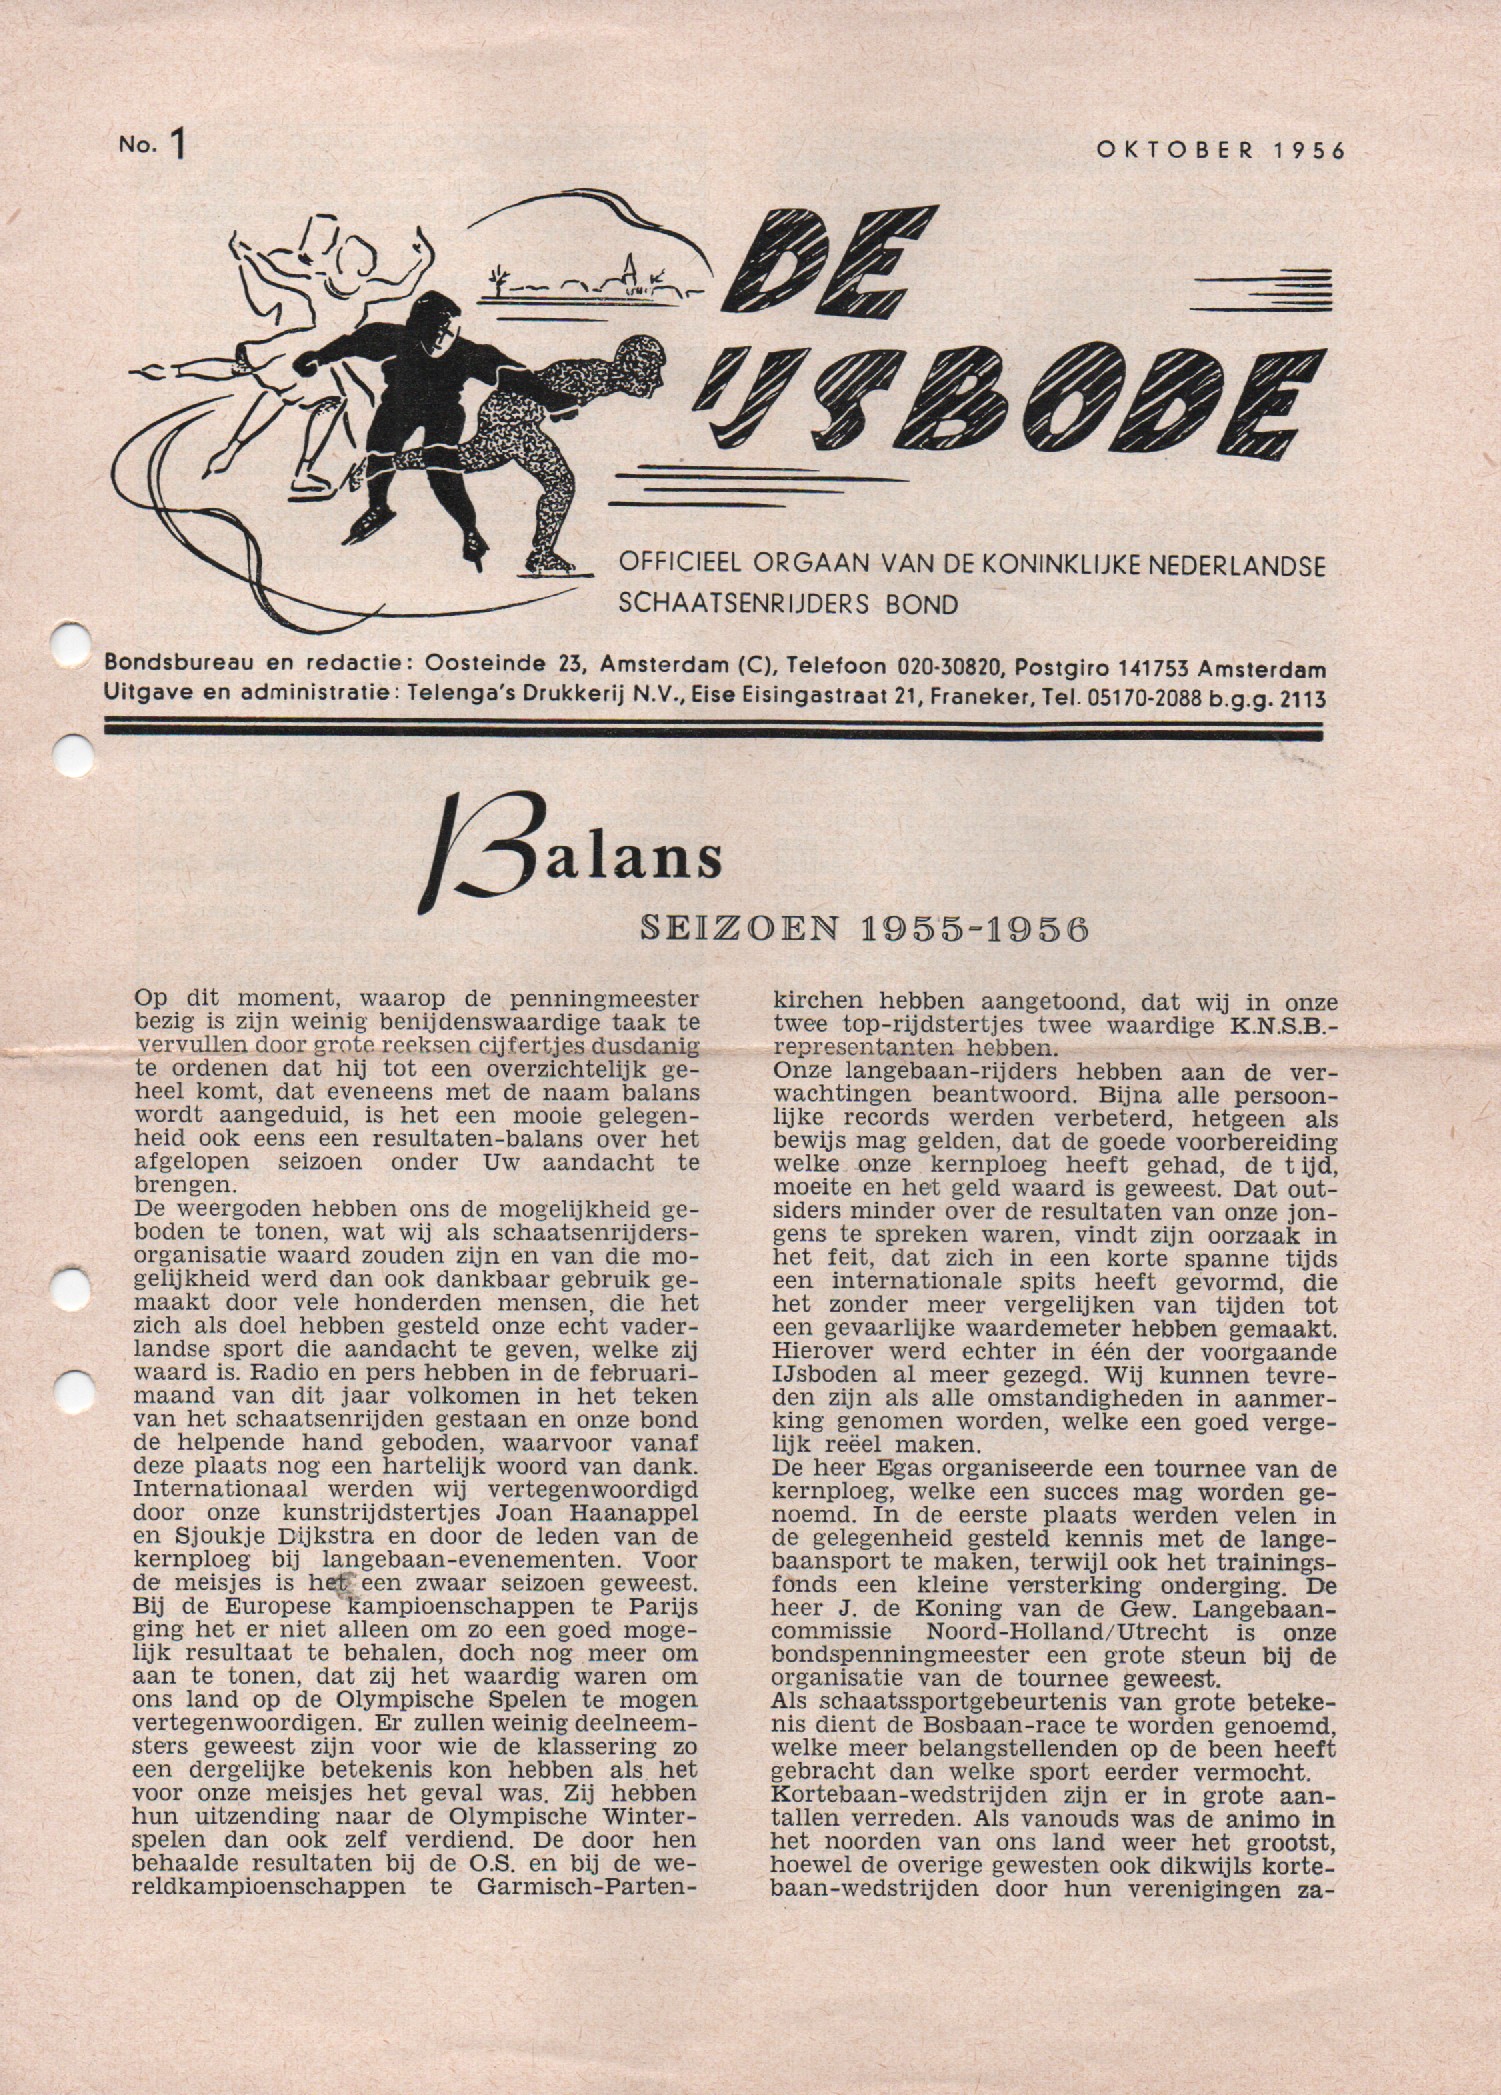 No. 1
OKTOBER 1956
DE
IJSBODE
OFFICIEEL ORGAAN VAN DE KONINKLIJKE NEDERLANDSE
SCHAATSENRIJDERS BOND
Bondsbureau en redactie: Oosteinde 23, Amsterdam (C), Telefoon 020-30820, Postgiro 141753 Amsterdam
Uitgave en administratie: Telenga's Drukkerij N.V., Eise Eisingastraat 21, Franeker, Tel. 05170-2088 b.g.g. 2113
Balans
SEIZOEN 1955-1956
Op dit moment, waarop de penningmeester
bezig is zijn weinig benijdenswaardige taak te
vervullen door grote reeksen cijfertjes dusdanig
te ordenen dat hij tot een overzichtelijk ge-
heel komt, dat eveneens met de naam balans
wordt aangeduid, is het een mooie gelegen-
heid ook eens een resultaten-balans over het
afgelopen seizoen onder Uw aandacht te
brengen.
De weergoden hebben ons de mogelijkheid ge-
boden te tonen, wat wij als schaatsenrijders-
organisatie waard zouden zijn en van die mo-
gelijkheid werd dan ook dankbaar gebruik ge-
maakt door vele honderden mensen, die het
zich als doel hebben gesteld onze echt vader-
landse sport die aandacht te geven, welke zij
waard is. Radio en pers hebben in de februari-
maand van dit jaar volkomen in het teken
van het schaatsenrijden gestaan en onze bond
de helpende hand geboden, waarvoor vanaf
deze plaats nog een hartelijk woord van dank.
Internationaal werden wij vertegenwoordigd
door onze kunstrijdstertjes Joan Haanappel
en Sjoukje Dijkstra en door de leden van de
kernploeg bij langebaan-evenementen. Voor
de meisjes is het een zwaar seizoen geweest.
Bij de Europese kampioenschappen te Parijs
ging het er niet alleen om zo een goed moge-
lijk resultaat te behalen, doch nog meer om
aan te tonen, dat zij het waardig waren om
ons land op de Olympische Spelen te mogen
vertegenwoordigen. Er zullen weinig deelneem-
sters geweest zijn voor wie de klassering zo
een dergelijke betekenis kon hebben als het
voor onze meisjes het geval was. Zij hebben
hun uitzending naar de Olympische Winter-
spelen dan ook zelf verdiend. De door hen
behaalde resultaten bij de O.S. en bij de we-
reldkampioenschappen te Garmisch-Parten-
kirchen hebben aangetoond, dat wij in onze
twee top-rijdstertjes twee waardige K.N.S.B.-
representanten hebben.
Onze langebaan-rijders hebben aan de ver-
wachtingen beantwoord. Bijna alle persoon-
lijke records werden verbeterd, hetgeen als
bewijs mag gelden, dat de goede voorbereiding
welke onze kernploeg heeft gehad, de tijd,
moeite en het geld waard is geweest. Dat out-
siders minder over de resultaten van onze jon-
gens te spreken waren, vindt zijn oorzaak in
het feit, dat zich in een korte spanne tijds
een internationale spits heeft gevormd, die
het zonder meer vergelijken van tijden tot
een gevaarlijke waardemeter hebben gemaakt.
Hierover werd echter in één der voorgaande
IJsboden al meer gezegd. Wij kunnen tevre-
den zijn als alle omstandigheden in aanmer-
king genomen worden, welke een goed verge-
lijk reëel maken.
De heer Egas organiseerde een tournee van de
kernploeg, welke een succes mag worden ge-
noemd. In de eerste plaats werden velen in
de gelegenheid gesteld kennis met de lange-
baansport te maken, terwijl ook het trainings-
fonds een kleine versterking onderging. De
heer J. de Koning van de Gew. Langebaan-
commissie Noord-Holland/Utrecht is onze
bondspenningmeester een grote steun bij de
organisatie van de tournee geweest.
Als schaatssportgebeurtenis van grote beteke-
nis dient de Bosbaan-race te worden genoemd,
welke meer belangstellenden op de been heeft
gebracht dan welke sport eerder vermocht.
Kortebaan-wedstrijden zijn er in grote aan-
tallen verreden. Als vanouds was de animo in
het noorden van ons land weer het grootst,
hoewel de overige gewesten ook dikwijls korte-
baan-wedstrijden door hun verenigingen za-